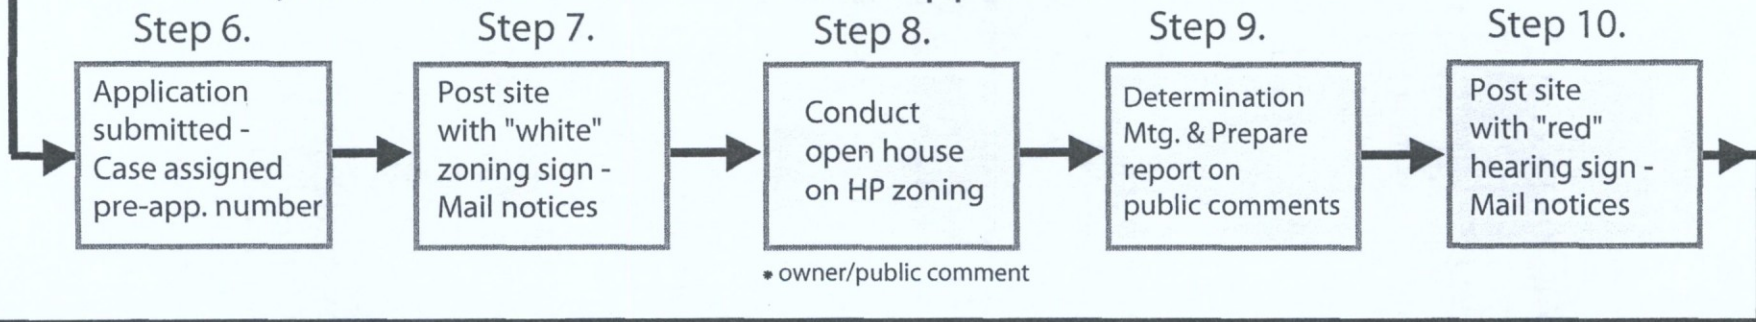 Step 6.
Application
submitted -
Case assigned
pre-app. number
Step 7.
Post site
with "white"
zoning sign -
Mail notices
Step 8.
Conduct
open house
on HP zoning
• owner/public comment
Step 9.
Determination
Mtg. & Prepare
report on
public comments
Step 10.
Post site
with "red"
hearing sign -
Mail notices